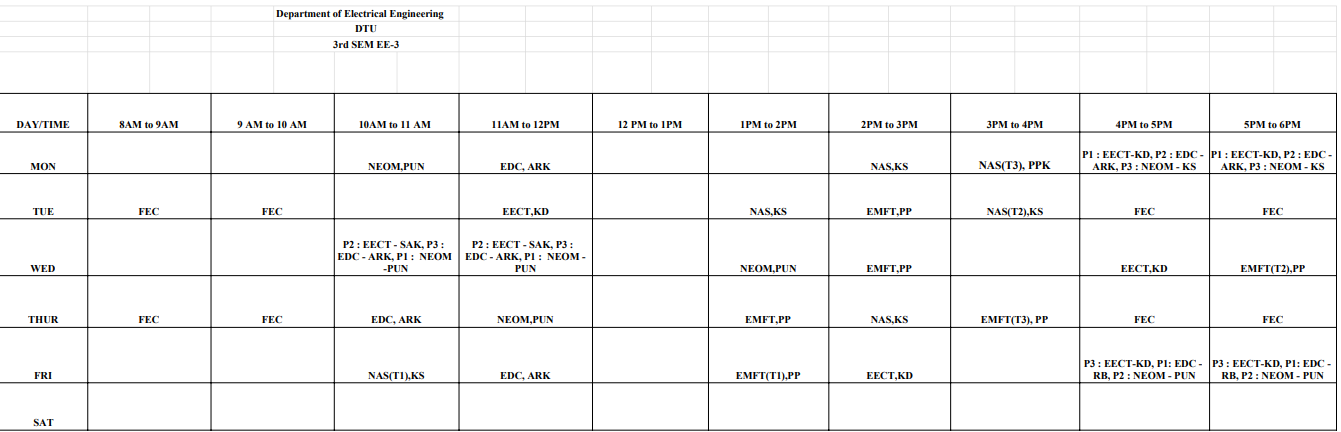 Department of Electrical Engineering
DTU
3rd SEM EE-3
DAY/TIME 8AM to 9AM 9 AM to 10 AM 10AM to 11 AM 11AM to 12PM 12 PM to 1PM 1PM to 2PM 2PM to 3PM 3PM to 4PM 4PM to 5PM 5PM to 6PM
MON NEOM,PUN EDC, ARK NAS,KS NAS(T3), PPK P1 : EECT-KD, P2 : EDC - ARK, P3 : NEOM - KS P1 : EECT-KD, P2 : EDC - ARK, P3 : NEOM - KS
TUE FEC FEC EECT,KD NAS,KS EMFT,PP NAS(T2),KS FEC FEC
WED P2 : EECT - SAK, P3 : EDC - ARK, P1 : NEOM -PUN P2 : EECT - SAK, P3 : EDC - ARK, P1 : NEOM - PUN NEOM,PUN EMFT,PP EECT,KD EMFT(T2),PP
THUR FEC FEC EDC, ARK NEOM,PUN EMFT,PP NAS,KS EMFT(T3), PP FEC FEC
FRI NAS(T1),KS EDC, ARK EMFT(T1),PP EECT,KD P3 : EECT-KD, P1: EDC - RB, P2 : NEOM - PUN P3 : EECT-KD, P1: EDC - RB, P2 : NEOM - PUN
SAT